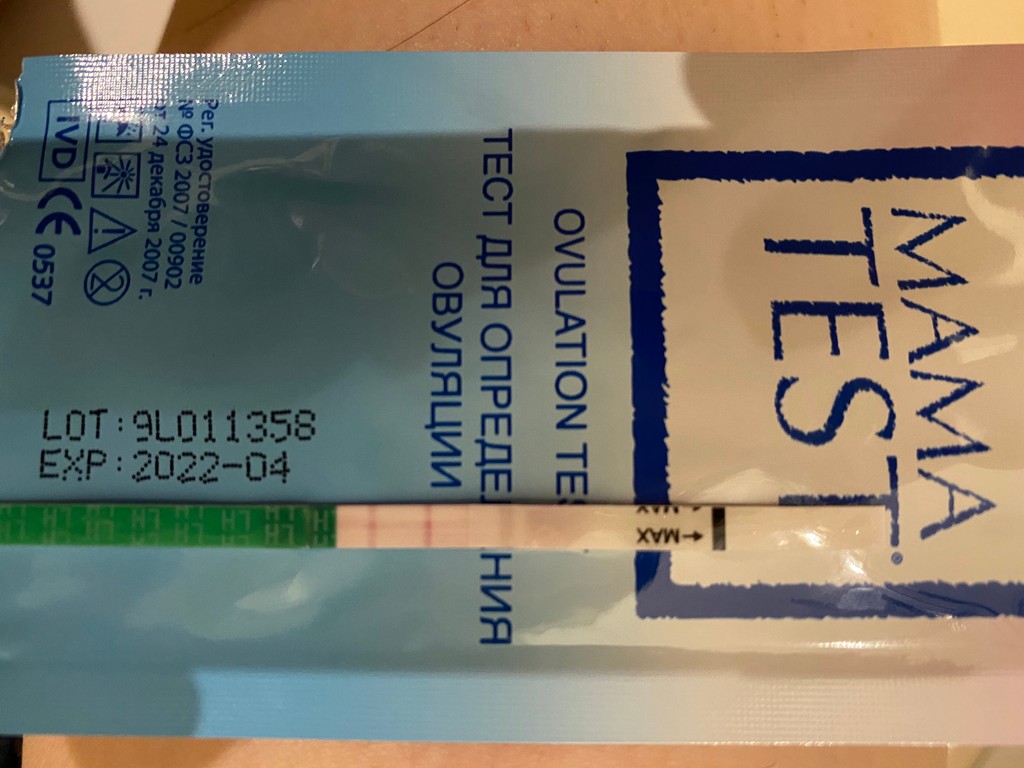 MAMA
TEST®
OVULATION TES
ТЕСТ ДЛЯ ОПРЕДЕ НИЯ
ОВУЛЯЦИИ
Рег. удостоверение
№ ФСЗ 2007 / 00902
от 24 декабря 2007 г.
IVD CE 0537
LOT:9L011358
EXP:2022-04
MAX
MAX